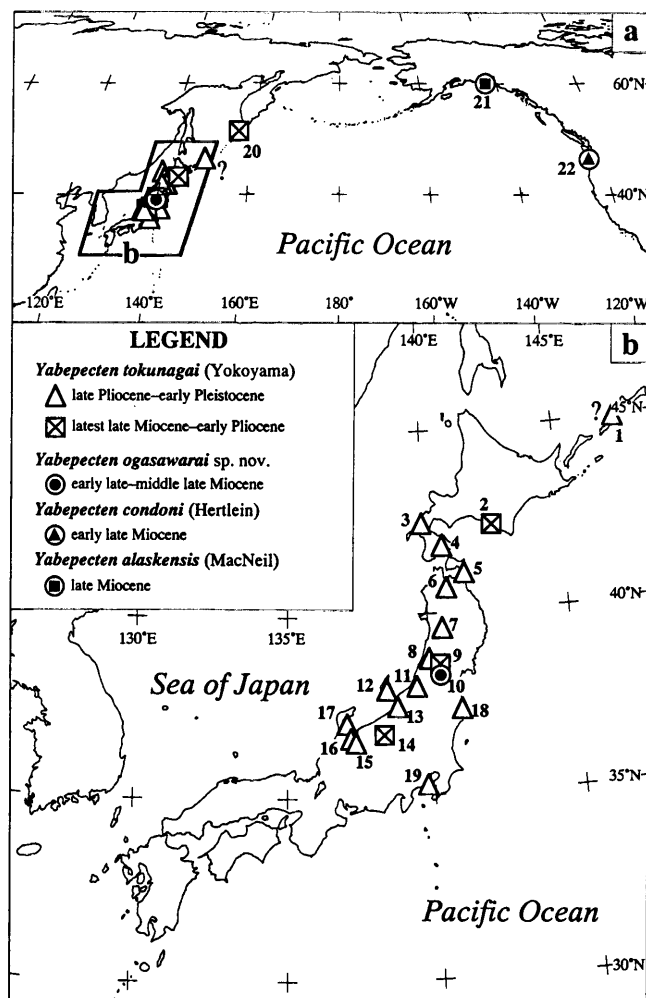 a
60°N
21
20
22
?
40°N
b
Pacific Ocean
120°E
140°E
160°E
180°
160°W
140°W
120°W
LEGEND
Yabepecten tokunagai (Yokoyama)
late Pliocene–early Pleistocene
latest late Miocene–early Pliocene
Yabepecten ogasawarai sp. nov.
early late–middle late Miocene
Yabepecten condoni (Hertlein)
early late Miocene
Yabepecten alaskensis (MacNeil)
late Miocene
140°E
145°E
b
45°N
?
1
2
3
4
5
6
40°N
130°E
135°E
7
8
9
Sea of Japan
10
11
12
13
18
17
14
16
15
19
35°N
Pacific Ocean
30°N